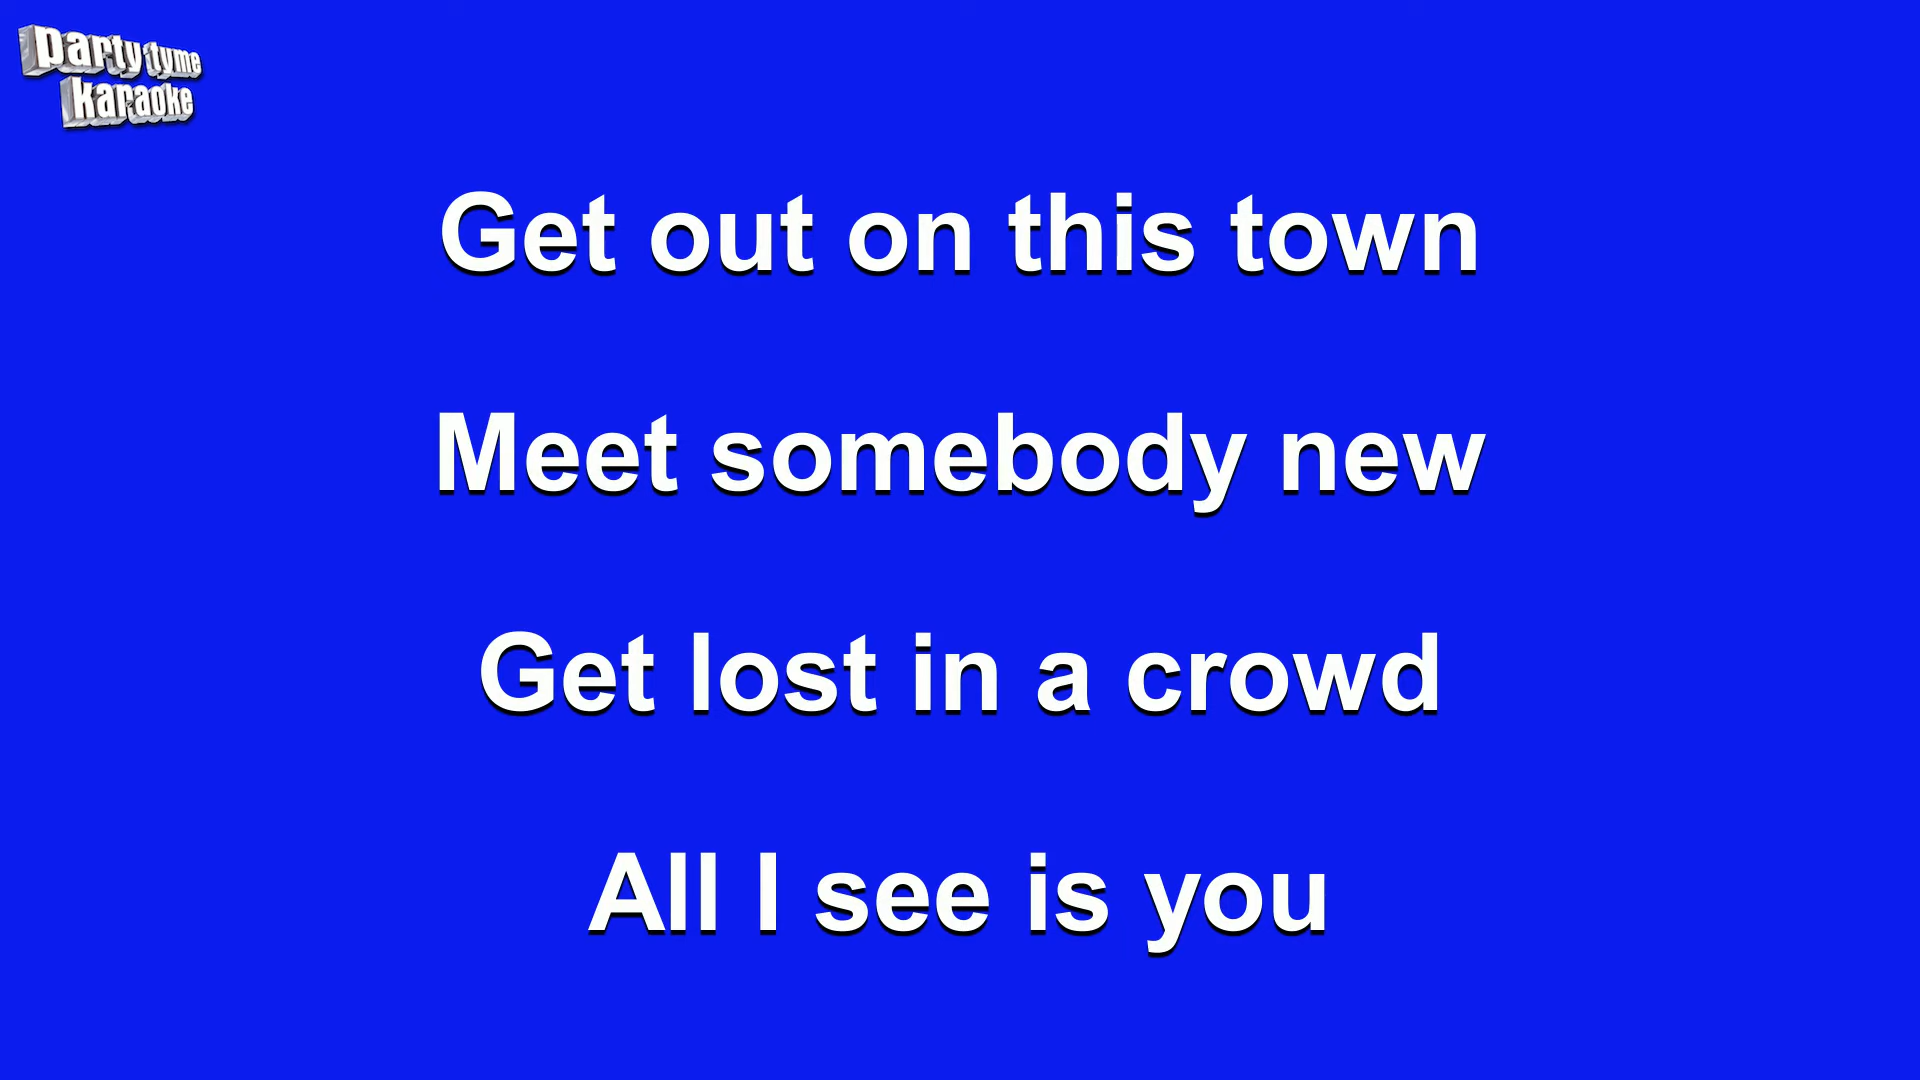 party tyme
karaoke
Get out on this town
Meet somebody new
Get lost in a crowd
All I see is you